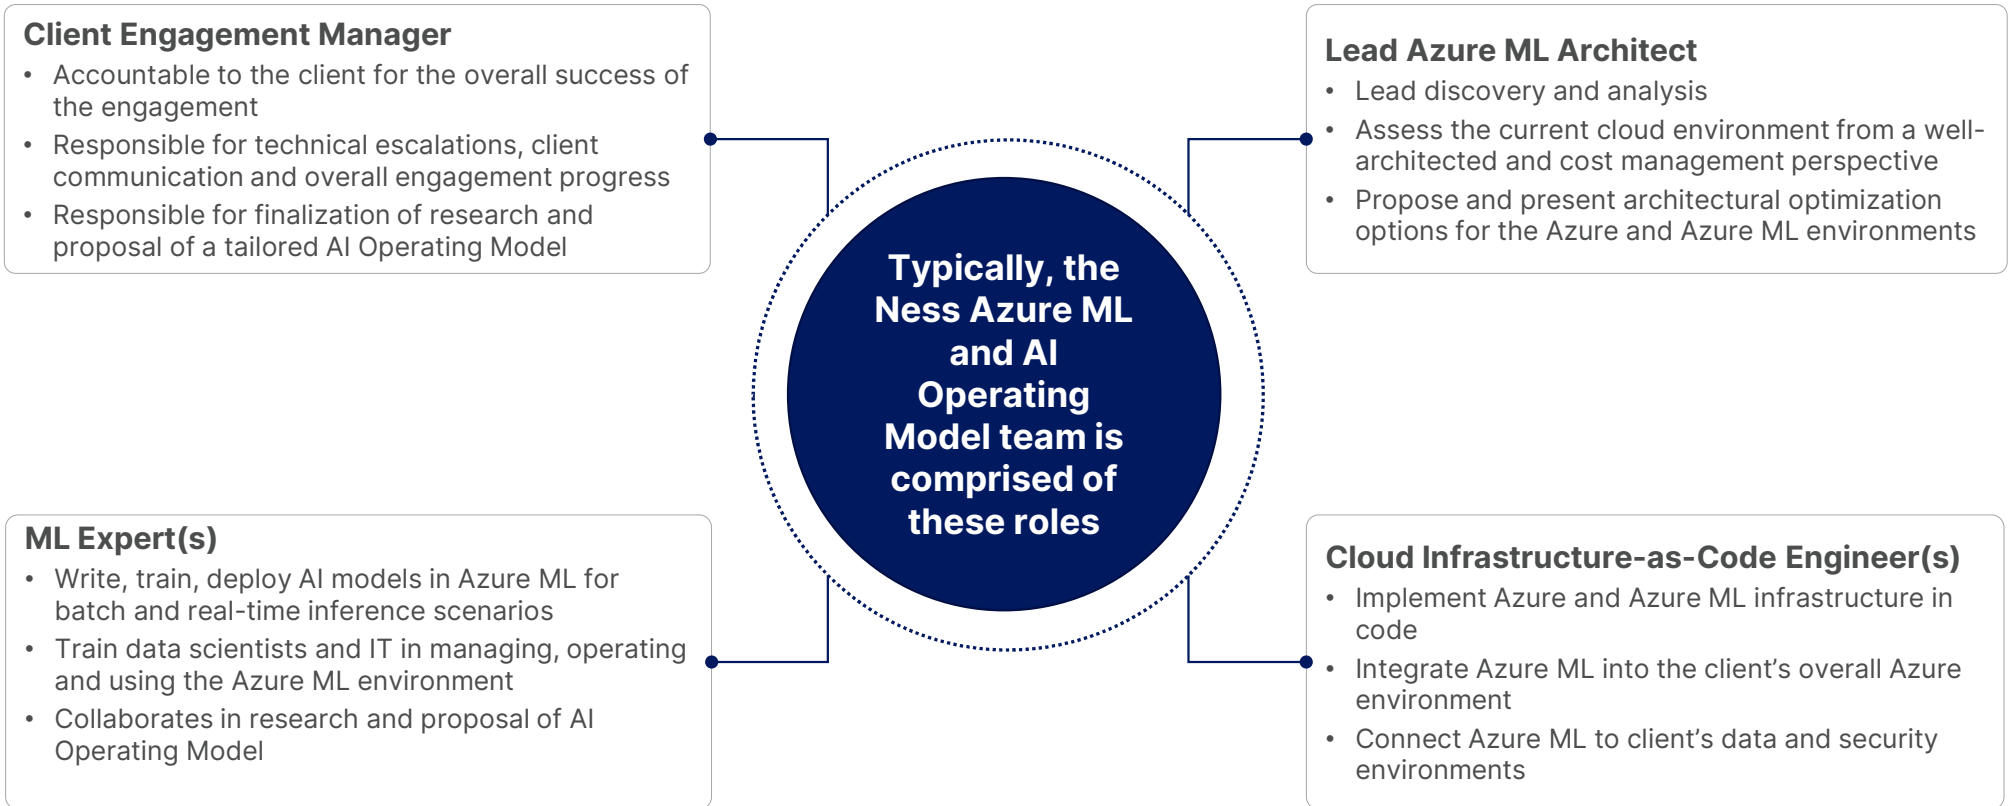 Client Engagement Manager
• Accountable to the client for the overall success of
the engagement
• Responsible for technical escalations, client
communication and overall engagement progress
• Responsible for finalization of research and
proposal of a tailored AI Operating Model
Lead Azure ML Architect
• Lead discovery and analysis
• Assess the current cloud environment from a well-
architected and cost management perspective
• Propose and present architectural optimization
options for the Azure and Azure ML environments
Typically, the
Ness Azure ML
and AI
Operating
Model team is
comprised of
these roles
ML Expert(s)
• Write, train, deploy AI models in Azure ML for
batch and real-time inference scenarios
• Train data scientists and IT in managing, operating
and using the Azure ML environment
• Collaborates in research and proposal of AI
Operating Model
Cloud Infrastructure-as-Code Engineer(s)
• Implement Azure and Azure ML infrastructure in
code
• Integrate Azure ML into the client’s overall Azure
environment
• Connect Azure ML to client’s data and security
environments